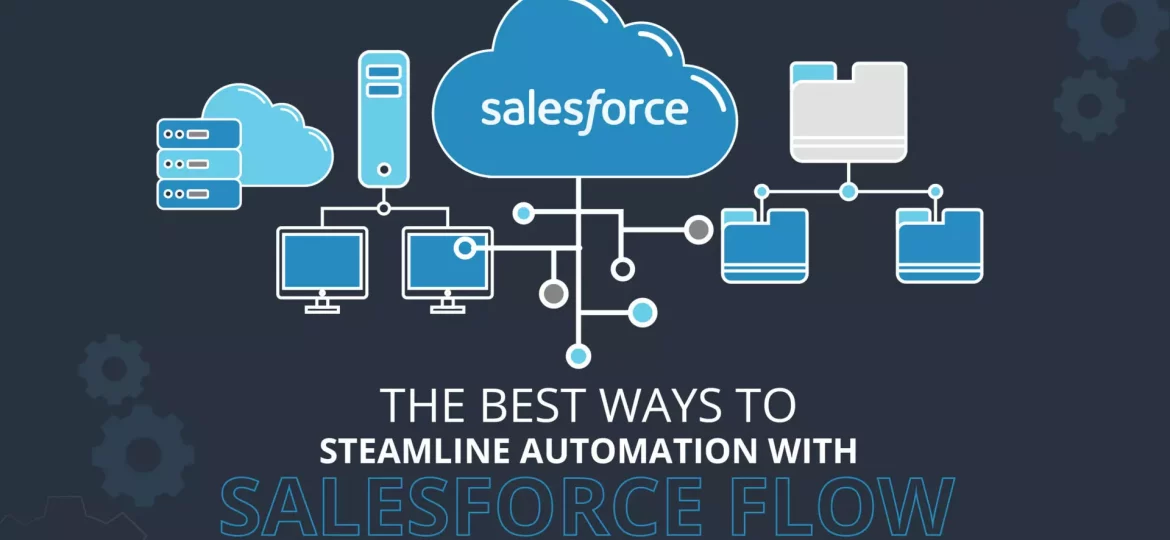 salesforce
THE BEST WAYS TO
STEAMLINE AUTOMATION WITH
SALESFORCE FLOW